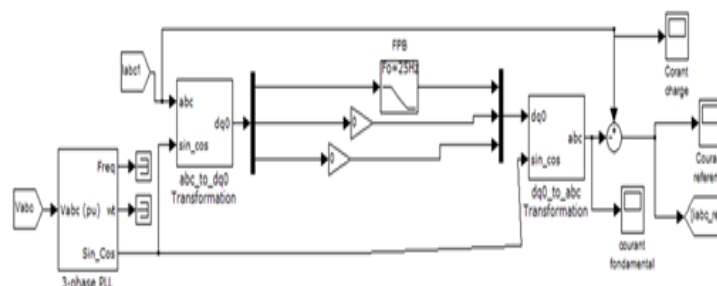 Iabc1
abc
sin_cos
dq0
abc_to_dq0
Transformation
FPB
Fo=25Hz
0
0
dq0
sin_cos
abc
dq0_to_abc
Transformation
Corant
charge
Coura
referen
[iabc_re
courant
fondamental
Vabc
Vabc (pu)
Freq
wt
Sin_Cos
3-phase PLL